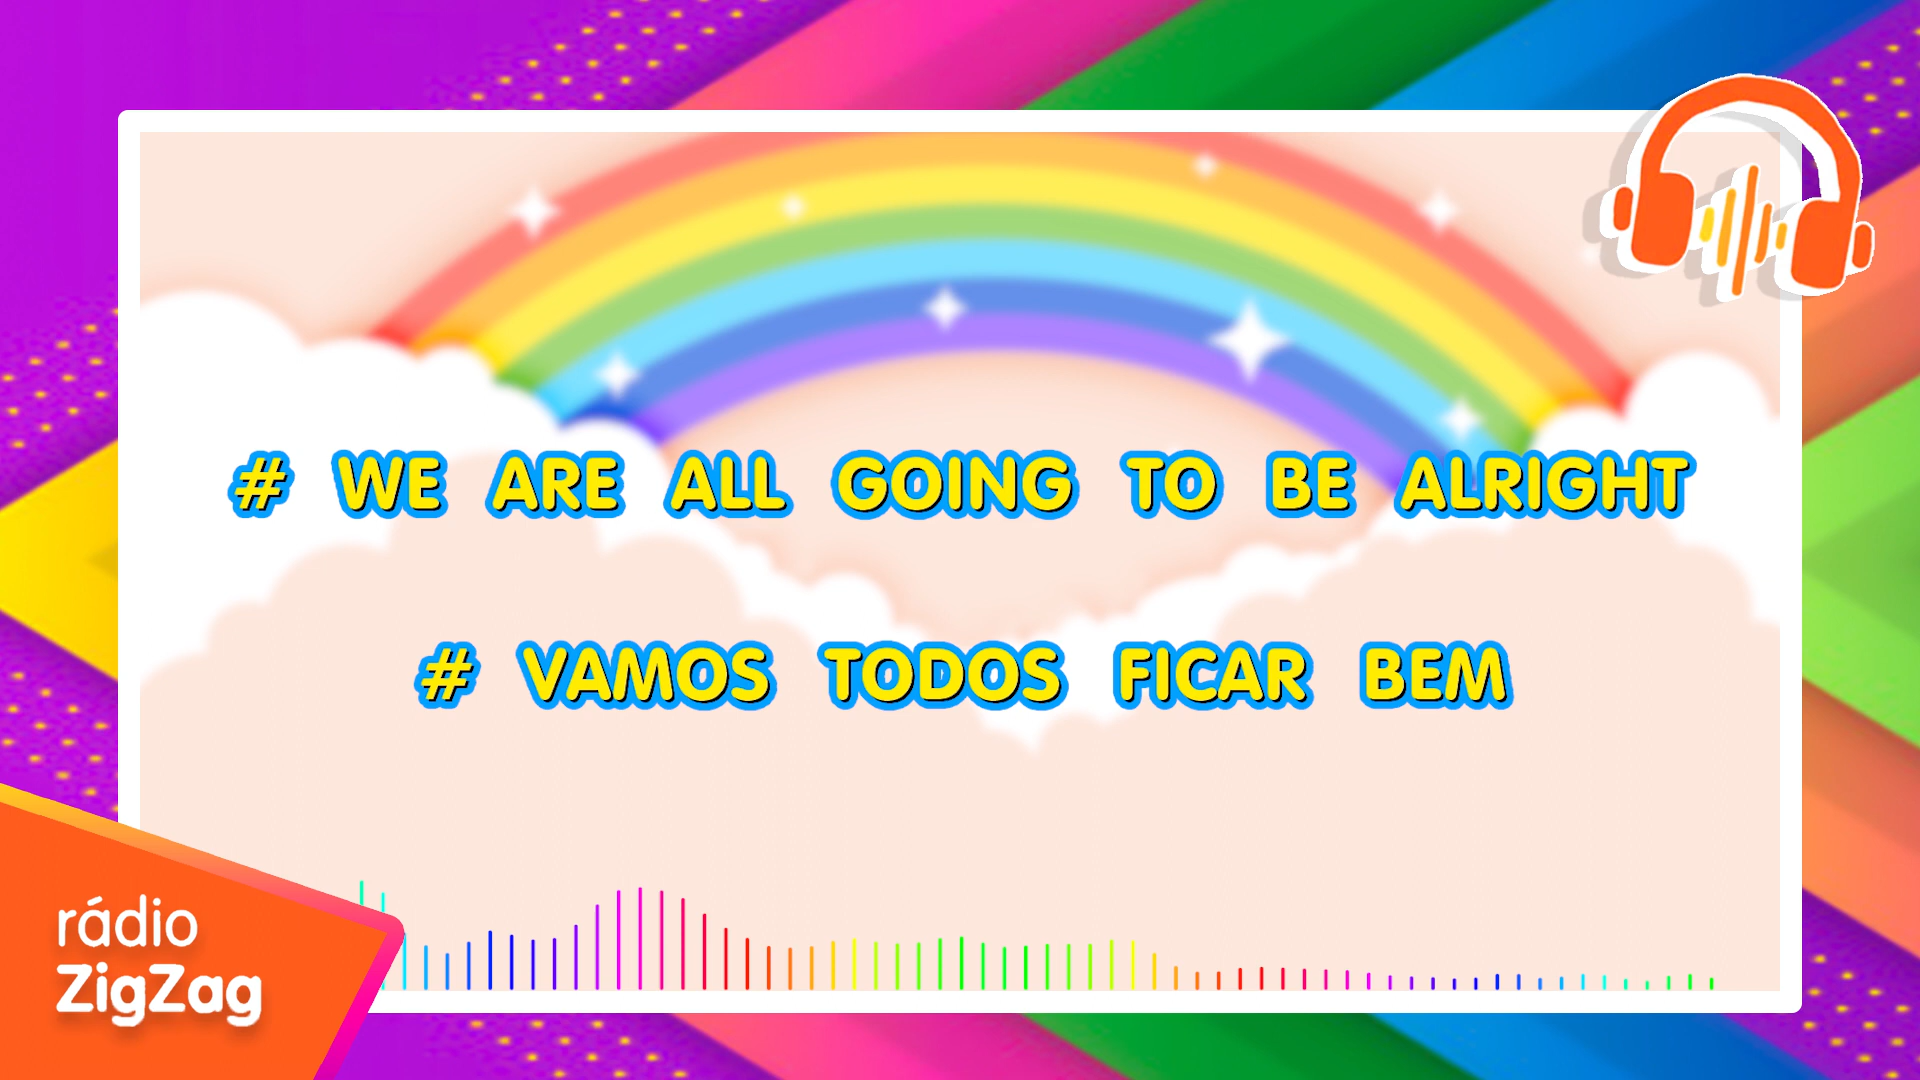 # WE ARE ALL GOING TO BE ALRIGHT
# VAMOS TODOS FICAR BEM
rádio
ZigZag